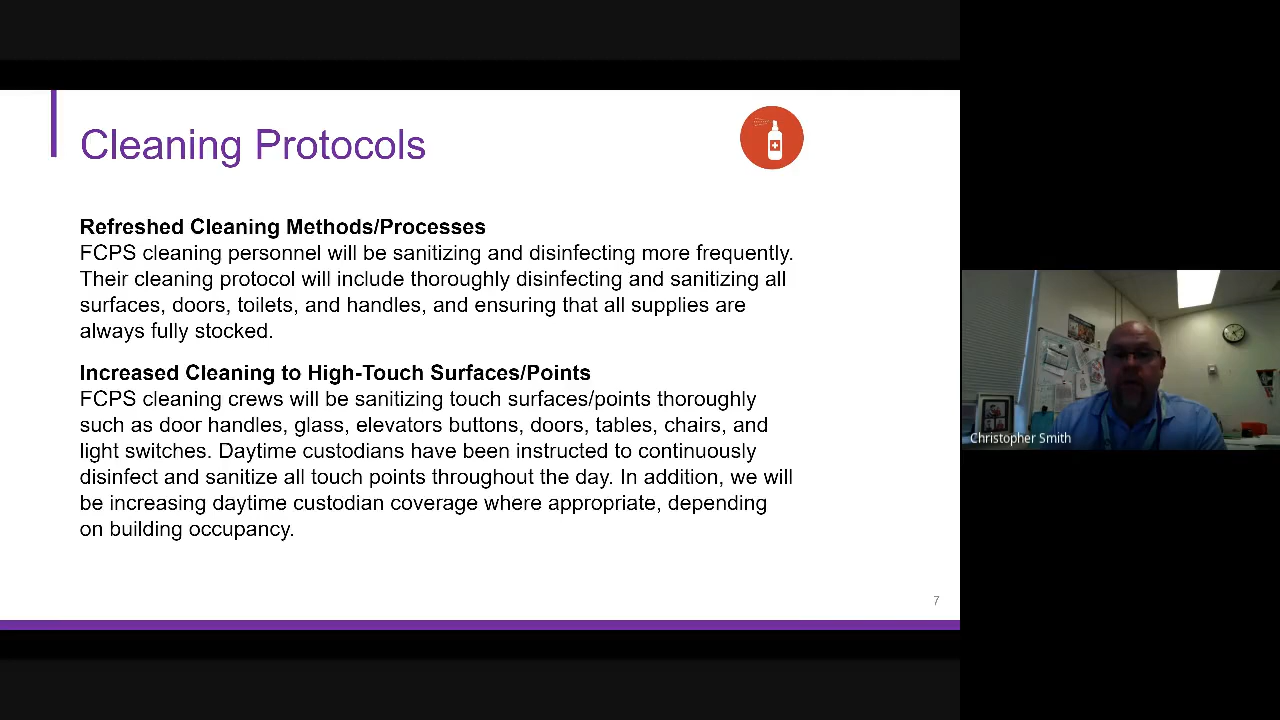 Cleaning Protocols
Refreshed Cleaning Methods/Processes
FCPS cleaning personnel will be sanitizing and disinfecting more frequently.
Their cleaning protocol will include thoroughly disinfecting and sanitizing all
surfaces, doors, toilets, and handles, and ensuring that all supplies are
always fully stocked.
Increased Cleaning to High-Touch Surfaces/Points
FCPS cleaning crews will be sanitizing touch surfaces/points thoroughly
such as door handles, glass, elevators buttons, doors, tables, chairs, and
light switches. Daytime custodians have been instructed to continuously
disinfect and sanitize all touch points throughout the day. In addition, we will
be increasing daytime custodian coverage where appropriate, depending
on building occupancy.
7
Christopher Smith